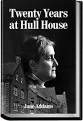 Twenty Years
at Hull House
Jane Addams